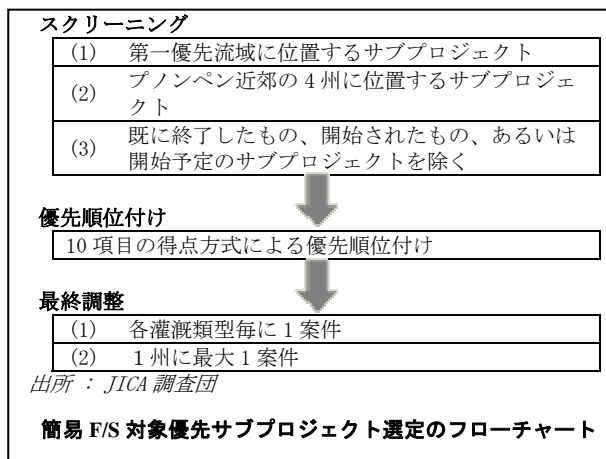 スクリーニング
(1) 第一優先流域に位置するサブプロジェクト
(2) プノンペン近郊の4州に位置するサブプロジェ
クト
(3) 既に終了したもの、開始されたもの、あるいは
開始予定のサブプロジェクトを除く
優先順位付け
10 項目の得点方式による優先順位付け
最終調整
(1) 各灌漑類型毎に1案件
(2) 1州に最大1案件
出所 : JICA 調査団
簡易 F/S 対象優先サブプロジェクト選定のフローチャート